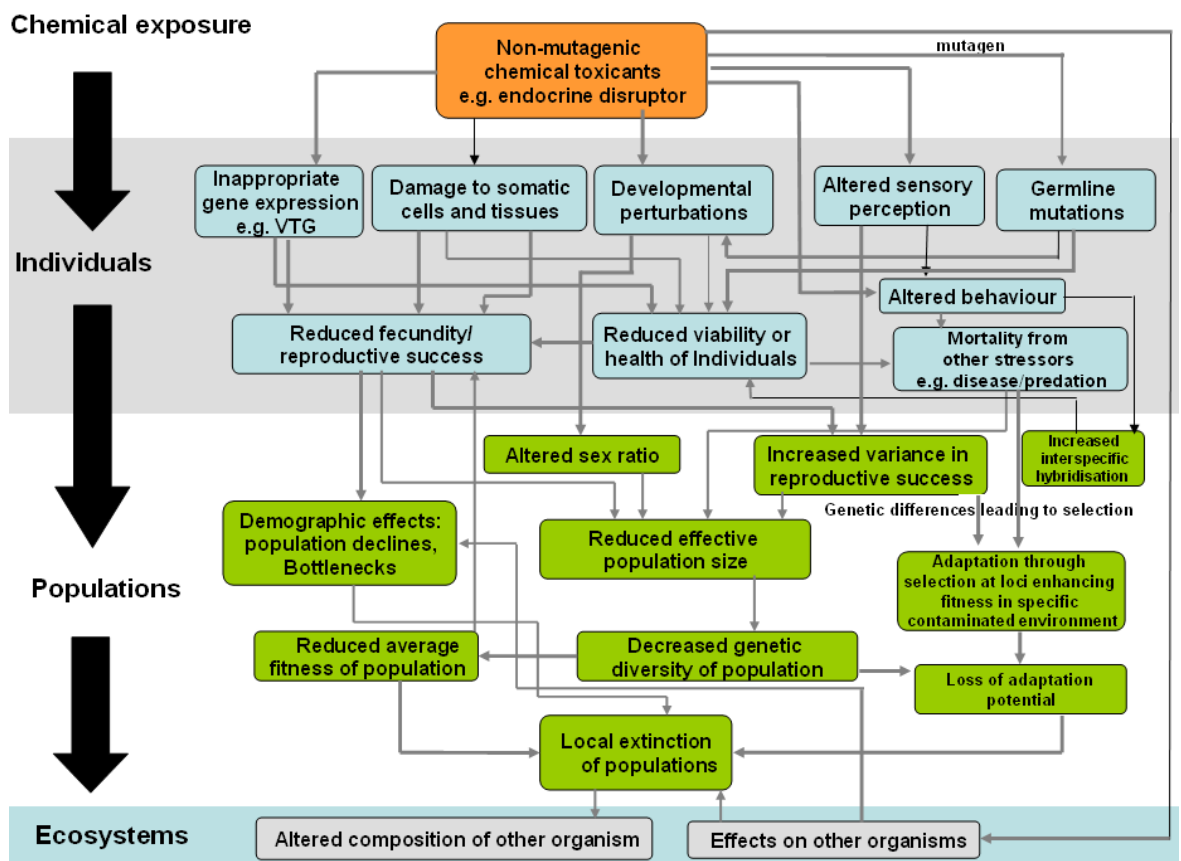 Chemical exposure
Non-mutagenic
chemical toxicants
e.g. endocrine disruptor
mutagen
Inappropriate
gene expression
e.g. VTG
Damage to somatic
cells and tissues
Developmental
perturbations
Altered sensory
perception
Germline
mutations
Individuals
Altered behaviour
Reduced fecundity/
reproductive success
Reduced viability or
health of Individuals
Mortality from
other stressors
e.g. disease/predation
Altered sex ratio
Increased variance in
reproductive success
Increased
interspecific
hybridisation
Genetic differences leading to selection
Demographic effects:
population declines,
Bottlenecks
Reduced effective
population size
Adaptation through
selection at loci enhancing
fitness in specific
contaminated environment
Populations
Reduced average
fitness of population
Decreased genetic
diversity of population
Loss of adaptation
potential
Local extinction
of populations
Ecosystems
Altered composition of other organism
Effects on other organisms